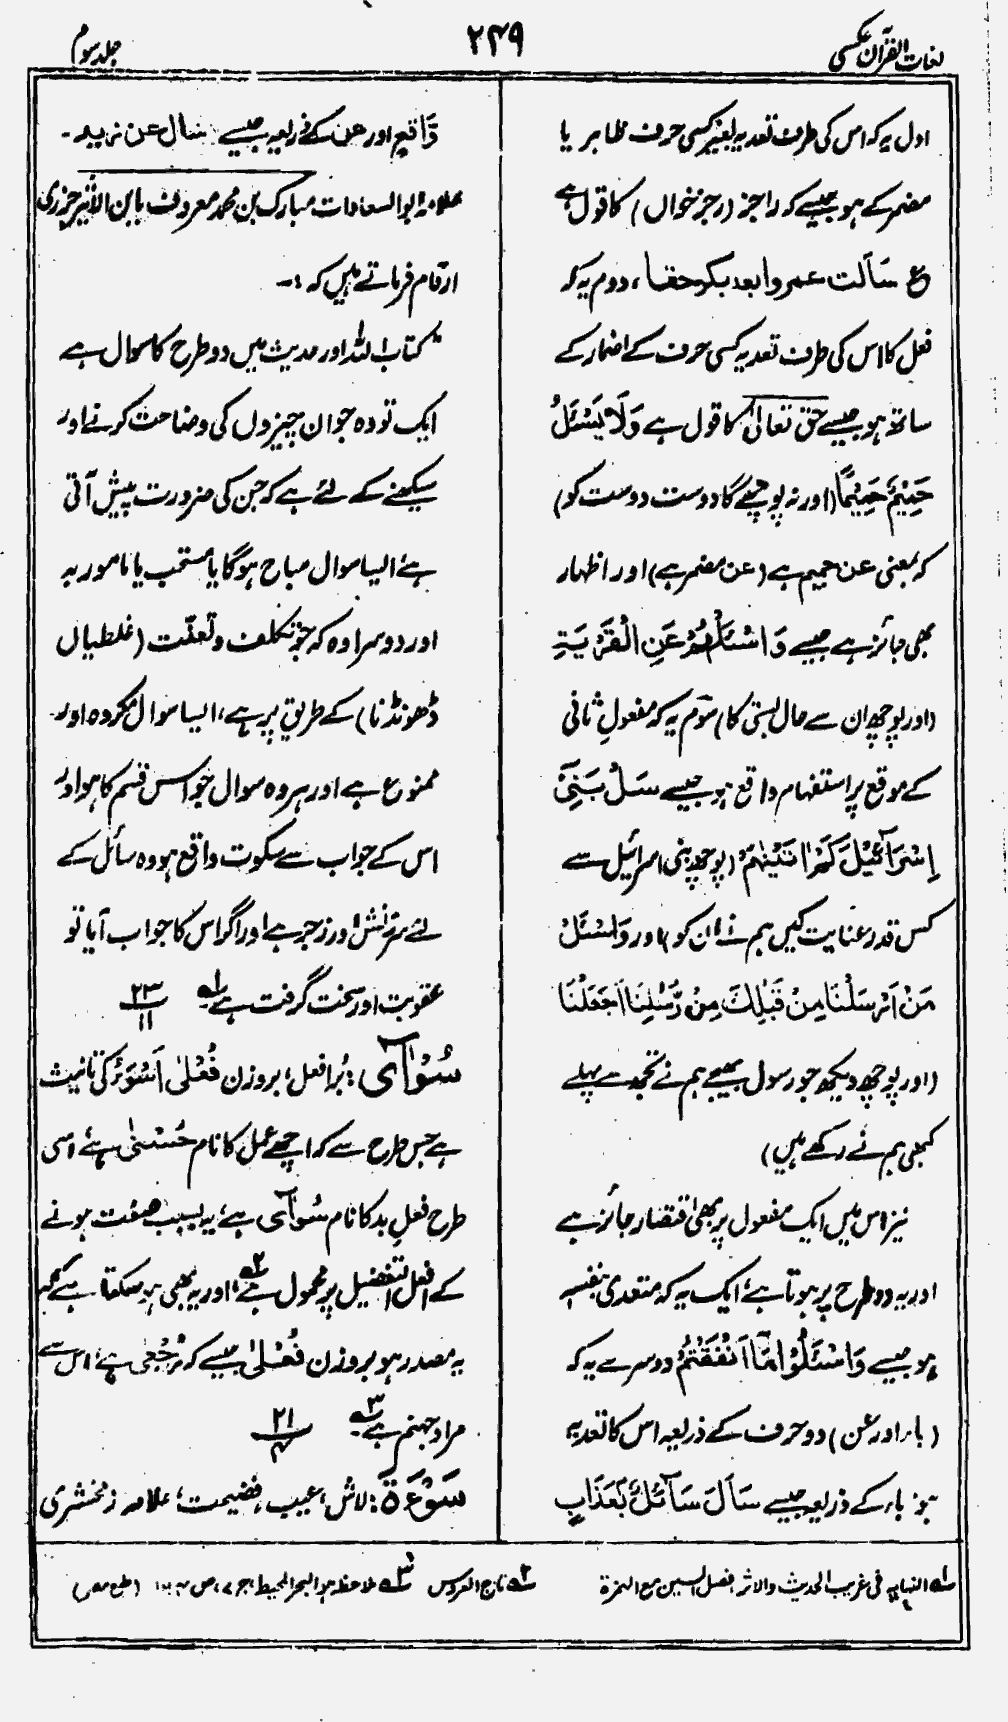 لغات القرآن عکسی
۲۴۹
جلد سوم
اول یہ کہ اس کی طرف تعدیہ بغیر کسی حرف ظاہر یا
مضمر کے ہو جیسے کہ راجز (رجز خواں) کا قول ہے
ع سَأَلت عمروا بعد بکر حقا، دوم یہ کہ
فعل کا اس کی طرف تعدیہ کسی حرف کے اضمار کے
ساتھ ہو جیسے حق تعالیٰ کا قول ہے وَلَا یَسْئَلُ
حَمِیْمٌ حَمِیْمًا (اور نہ پوچھے گا دوست دوست کو)
کہ بمعنی عن حمیم ہے (عن مضمر ہے) اور اظہار
بھی جائز ہے جیسے وَاسْئَلْهُمْ عَنِ الْقَرْیَةِ
(اور پوچھ ان سے حال بستی کا) سوم یہ کہ مفعولِ ثانی
کے موقع پر استفہام واقع ہو جیسے سَلْ بَنِیْٓ
اِسْرَآئِیْلَ کَمْ اٰتَیْنٰهُمْ (پوچھ بنی اسرائیل سے
کس قدر عنایت کیں ہم نے ان کو) اور وَاسْئَلْ
مَنْ اَرْسَلْنَا مِنْ قَبْلِكَ مِنْ رُّسُلِنَا اَجَعَلْنَا
(اور پوچھ دیکھ جو رسول بھیجے ہم نے تجھ سے پہلے
کبھی ہم نے رکھے ہیں)
نیز اس میں ایک مفعول پر بھی اقتصار جائز ہے
اور یہ دو طرح پر ہوتا ہے، ایک یہ کہ متعدی بنفسہ
ہو جیسے وَاسْئَلُوْا مَآ اَنْفَقْتُمْ دوسرے یہ کہ
(باء اور عن) دو حرف کے ذریعہ اس کا تعدیہ
ہو باء کے ذریعہ جیسے سَاَلَ سَآئِلٌۢ بِعَذَابٍ
وَّاقِعٍ اور عن کے ذریعہ جیسے سال عن زید۔
علامہ ابو السعادات مبارک بن محمد معروف بابن الاثیر جزری
ارقام فرماتے ہیں کہ :۔
"کتاب اللہ اور حدیث میں دو طرح کا سوال ہے
ایک تو وہ جو ان چیزوں کی وضاحت کرنے اور
سیکھنے کے لئے ہے کہ جن کی ضرورت پیش آتی
ہے ایسا سوال مباح ہوگا یا مستحب یا مامور بہ
اور دوسرا وہ کہ جو تکلف و تعنّت (غلطیاں
ڈھونڈنا) کے طریق پر ہے، ایسا سوال مکروہ اور
ممنوع ہے اور ہر وہ سوال جو اس قسم کا ہو اور
اس کے جواب سے سکوت واقع ہو وہ سائل کے
لئے سرزنش اور زجر ہے اور اگر اس کا جواب آیا تو
عقوبت اور سخت گرفت ہے ۱؎ ۲۳/۱۱
سُوْآٰی : بُرا فعل، بروزن فُعْلٰی اَسْوَءُ کی تانیث
ہے جس طرح سے کہ اچھے عمل کا نام حُسْنٰی ہے اسی
طرح فعلِ بد کا نام سُوآٰی ہے، یہ بسبب صفت ہونے
کے افعل التفضیل پر محمول ہے ۲؎، اور یہ بھی ہو سکتا ہے کہ
یہ مصدر ہو بروزن فُعْلٰی جیسے کہ رُجْعٰی ہے، اس سے
مراد جہنم ہے ۳؎ ۲۱/۴
سَوْءَةَ : لاش، عیب، فضیحت، علامہ زمخشری
۱؎ النہایہ فی غریب الحدیث والاثر فصل السین مع الہمزۃ ۲؎ تاج العروس ۳؎ ملاحظہ ہو البحر المحیط ج ۷، ص ۱۶۴ (طبع مصر)